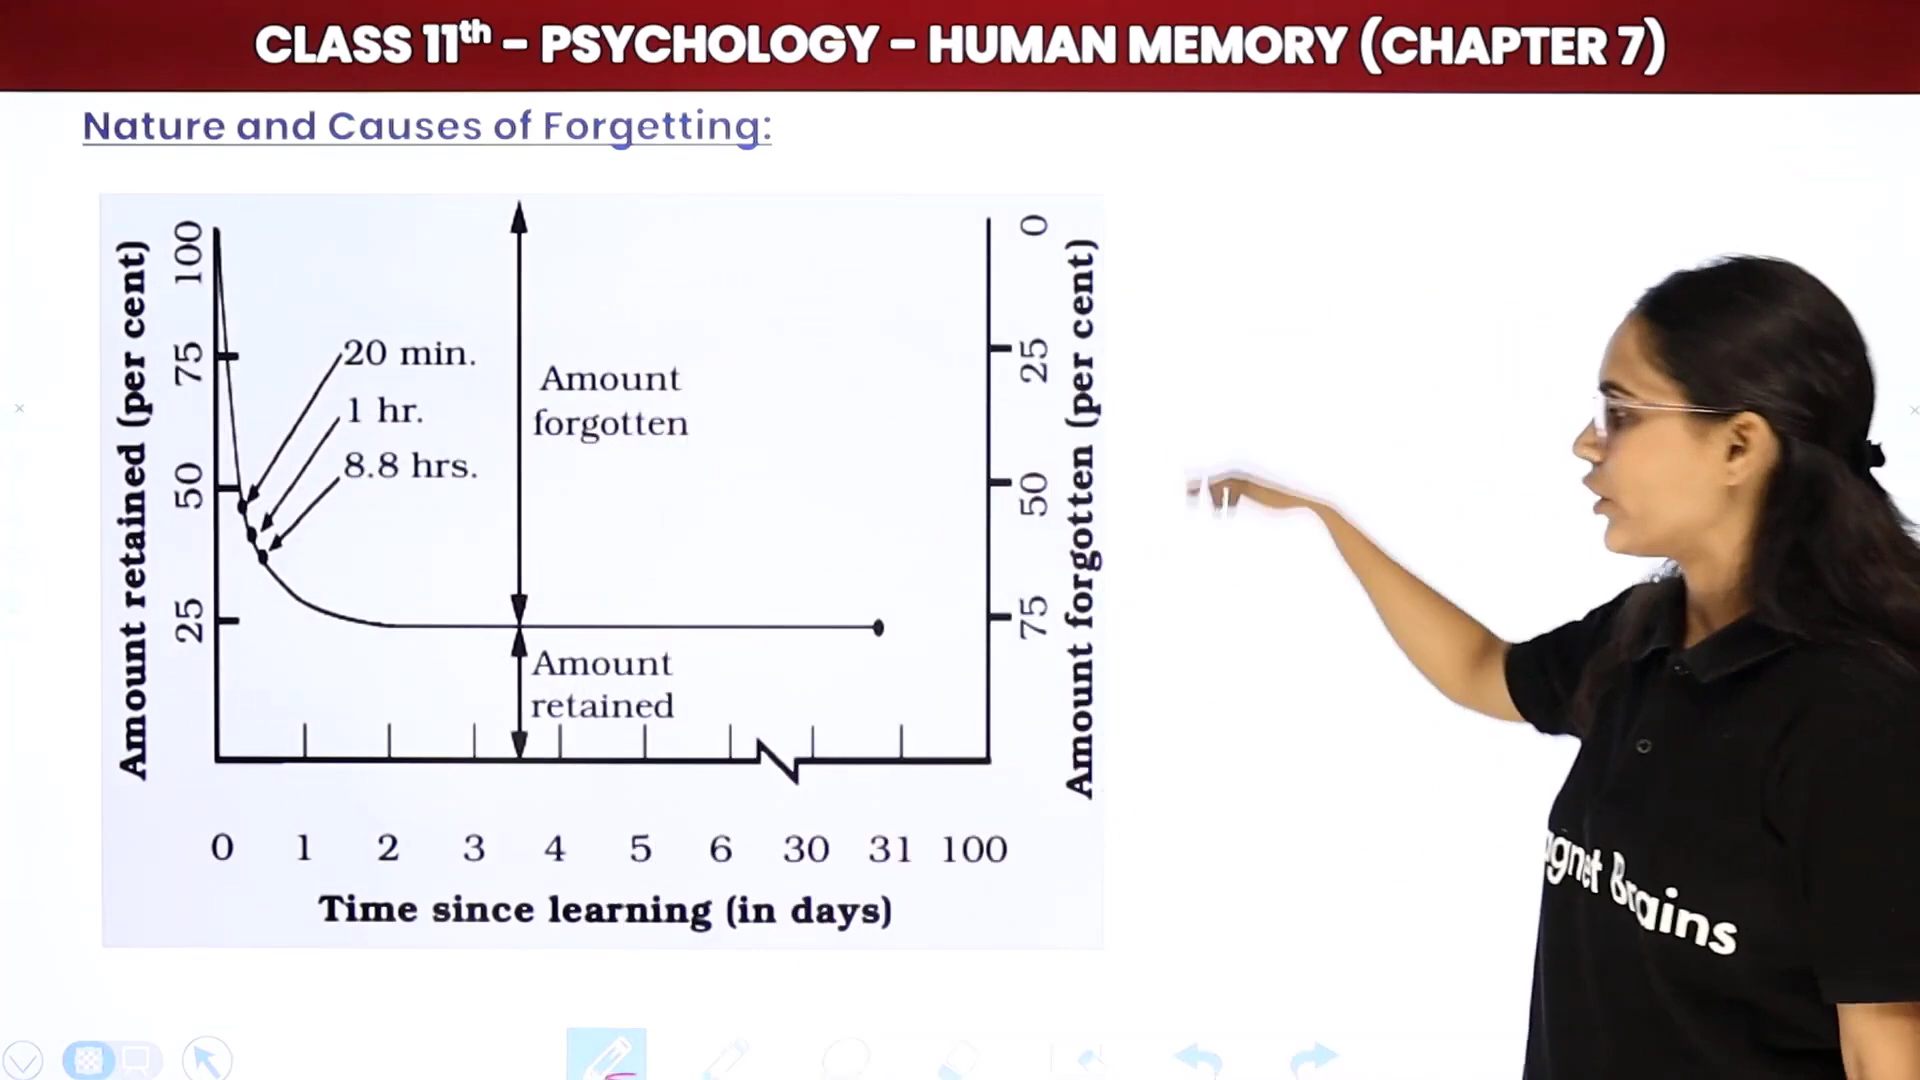 CLASS 11th – PSYCHOLOGY – HUMAN MEMORY (CHAPTER 7)
Nature and Causes of Forgetting:
Amount retained (per cent)
100
75
50
25
20 min.
1 hr.
8.8 hrs.
Amount
forgotten
Amount
retained
0
25
50
75
Amount forgotten (per cent)
0 1 2 3 4 5 6 30 31 100
Time since learning (in days)
agnet Brains